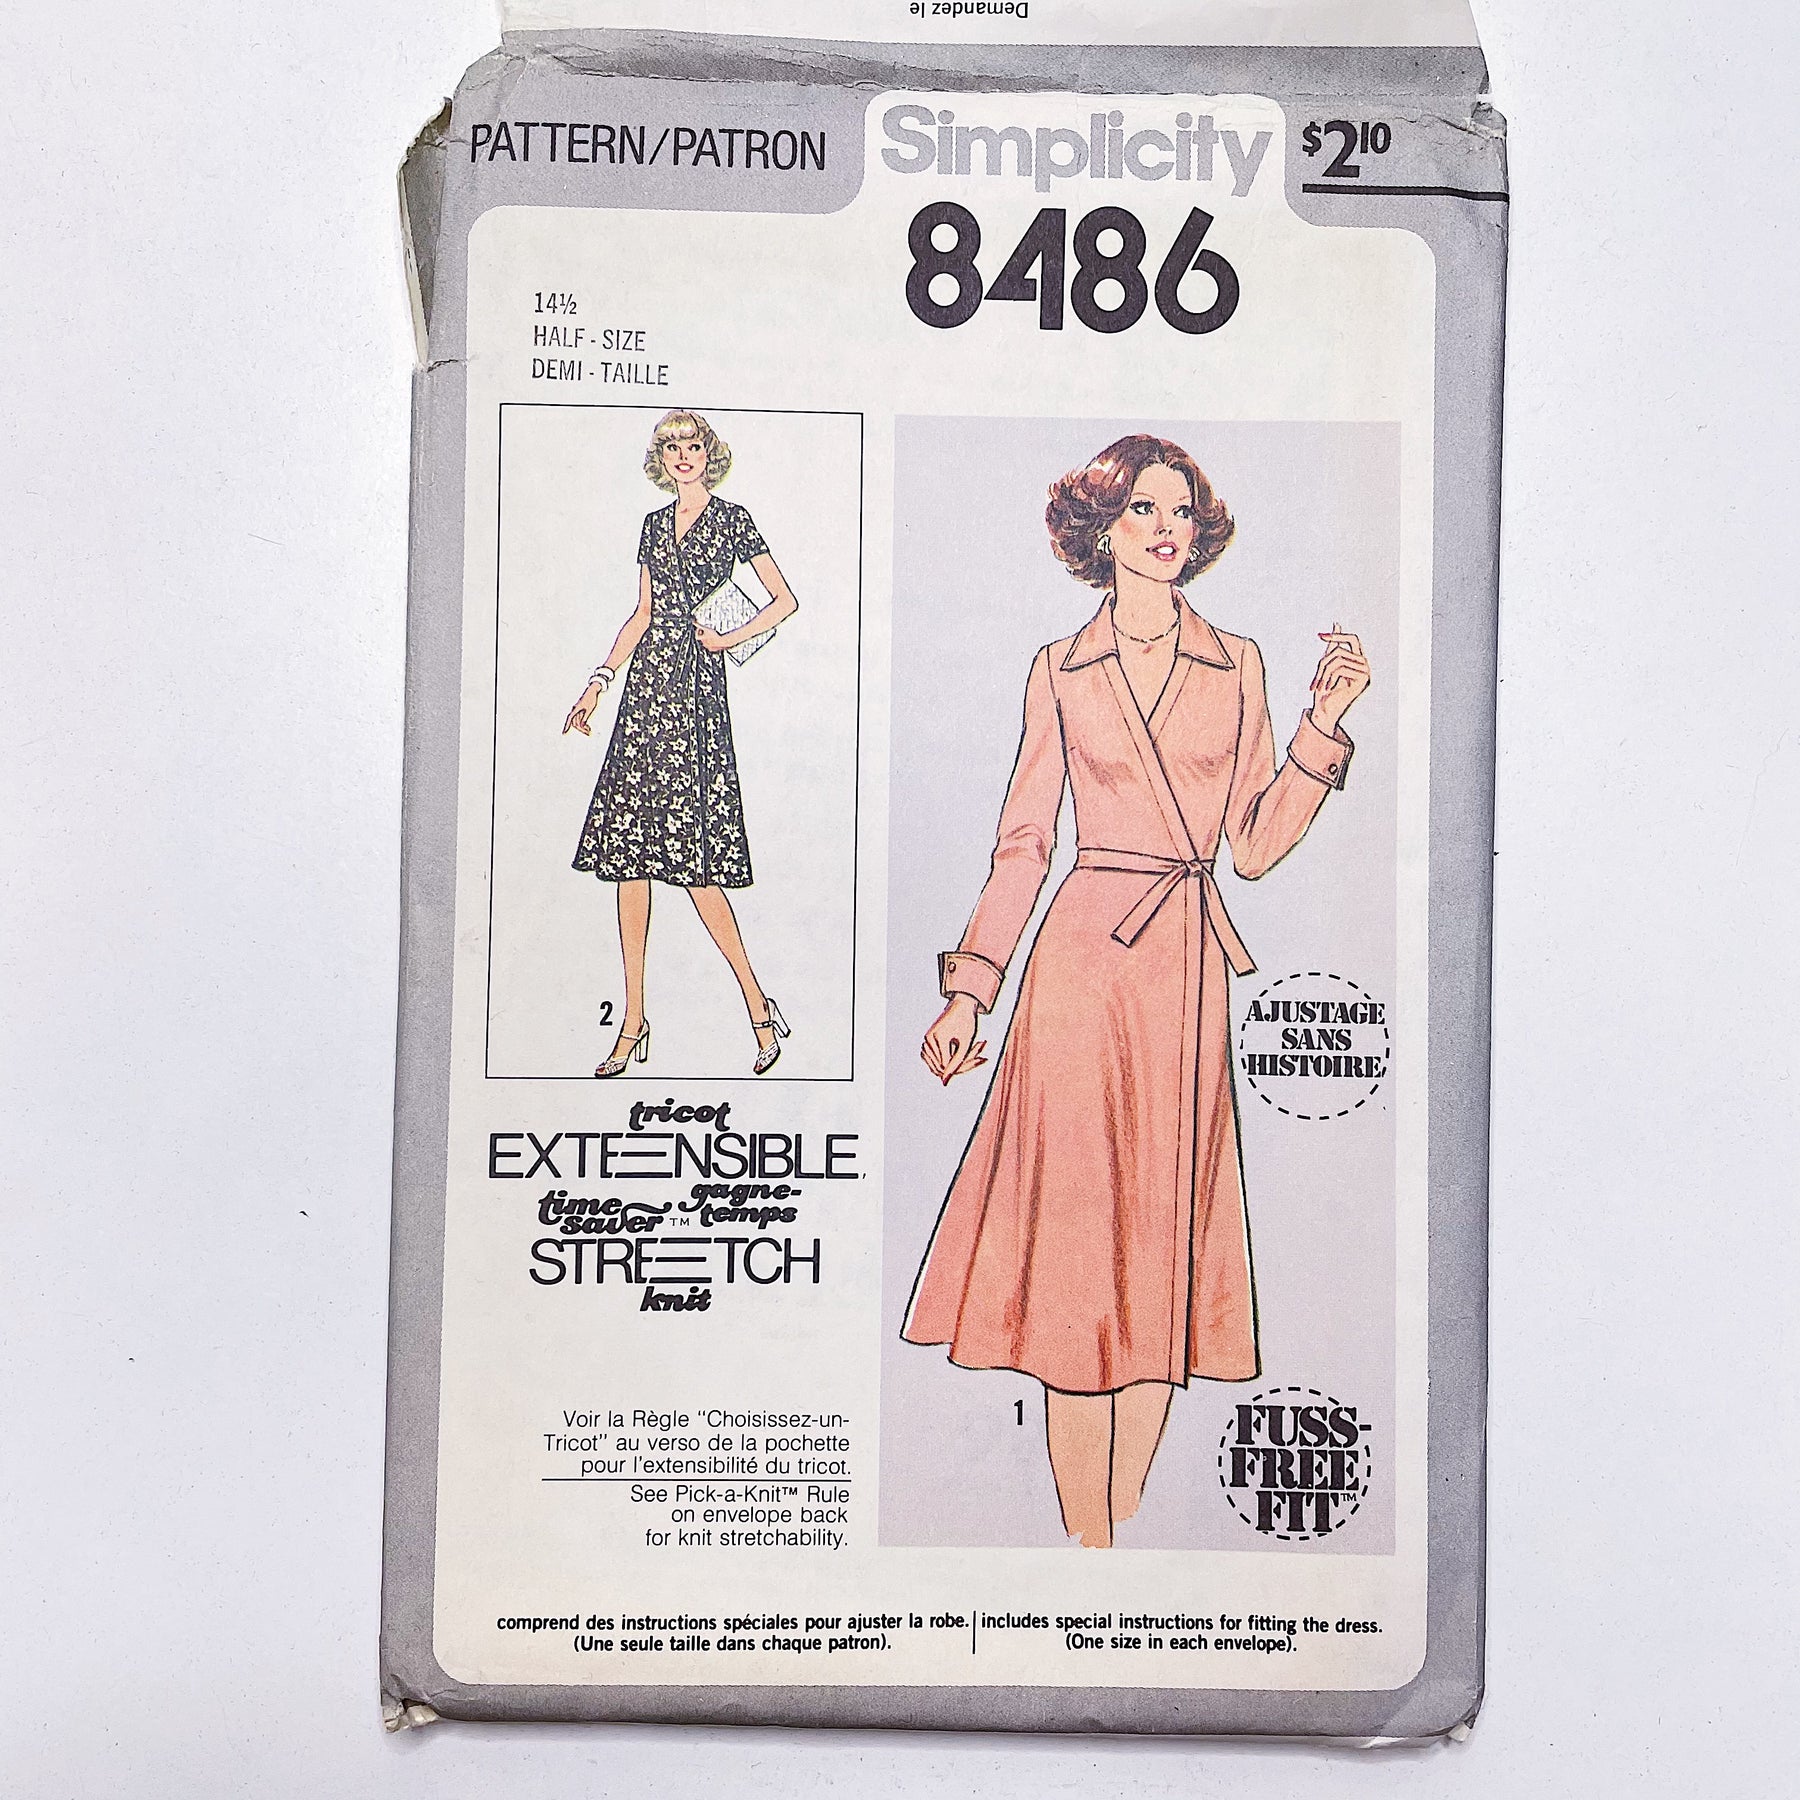 Demandez le
PATTERN/PATRON
Simplicity
$2.10
8486
14½
HALF - SIZE
DEMI - TAILLE
2
tricot
EXTENSIBLE,
time saver™
gagne-temps
STRETCH
knit
Voir la Règle "Choisissez-un-
Tricot" au verso de la pochette
pour l'extensibilité du tricot.
See Pick-a-Knit™ Rule
on envelope back
for knit stretchability.
AJUSTAGE
SANS
HISTOIRE
1
FUSS-
FREE
FIT™
comprend des instructions spéciales pour ajuster la robe.
(Une seule taille dans chaque patron).
includes special instructions for fitting the dress.
(One size in each envelope).